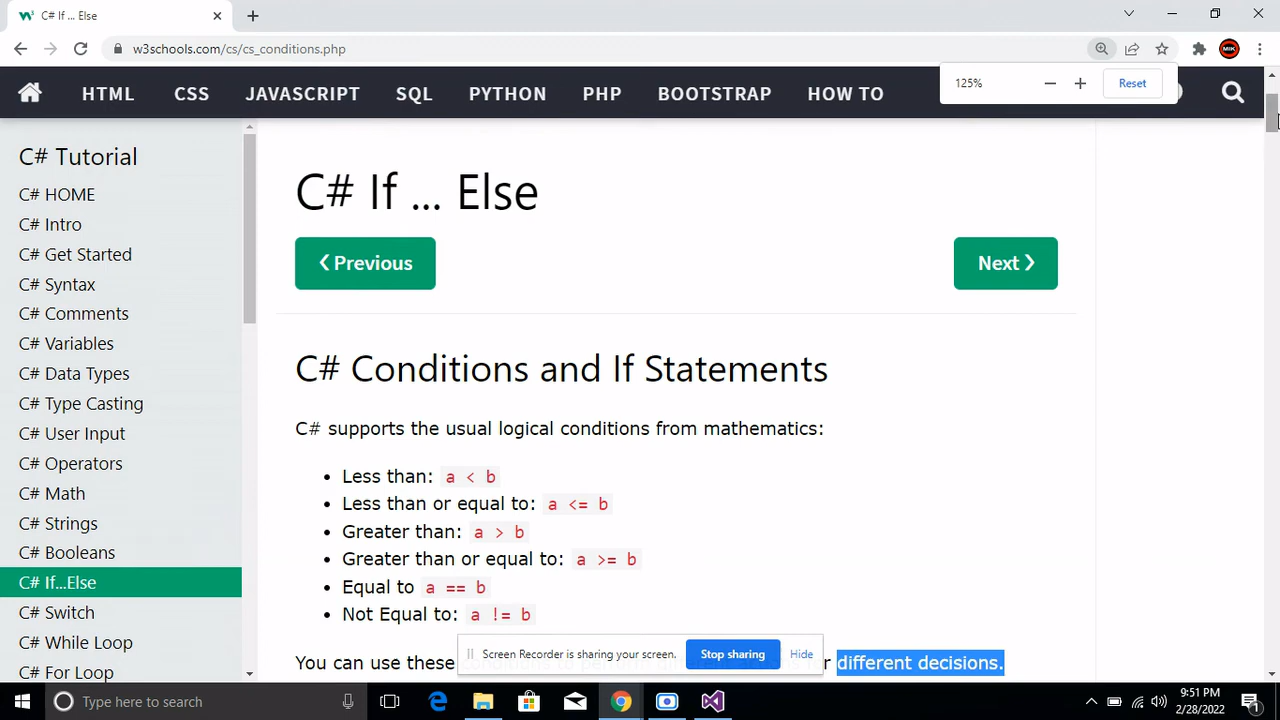 C# If ... Else
w3schools.com/cs/cs_conditions.php
MIK
125%
Reset
HTML
CSS
JAVASCRIPT
SQL
PYTHON
PHP
BOOTSTRAP
HOW TO
C# Tutorial
C# HOME
C# Intro
C# Get Started
C# Syntax
C# Comments
C# Variables
C# Data Types
C# Type Casting
C# User Input
C# Operators
C# Math
C# Strings
C# Booleans
C# If...Else
C# Switch
C# While Loop
C# For Loop
C# If ... Else
❮ Previous
Next ❯
C# Conditions and If Statements
C# supports the usual logical conditions from mathematics:
• Less than: a < b
• Less than or equal to: a <= b
• Greater than: a > b
• Greater than or equal to: a >= b
• Equal to a == b
• Not Equal to: a != b
You can use these different decisions.
Screen Recorder is sharing your screen.
Stop sharing
Hide
Type here to search
9:51 PM
2/28/2022